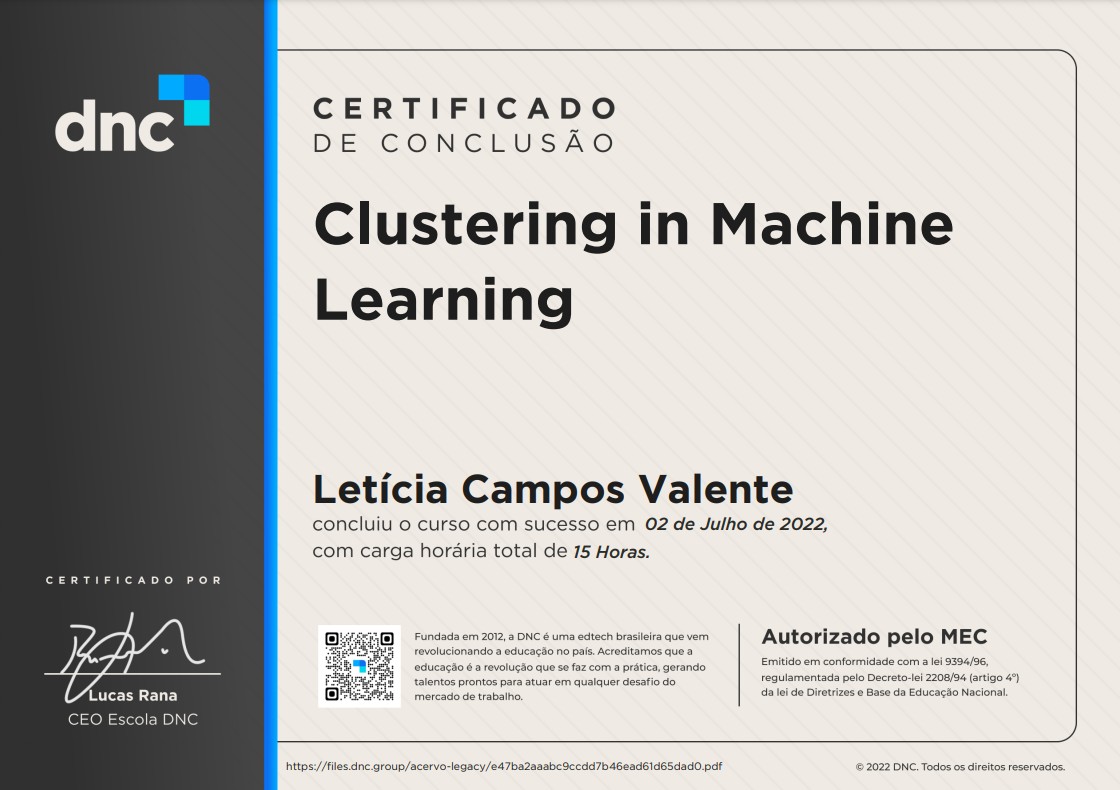 dnc
CERTIFICADO
DE CONCLUSÃO
Clustering in Machine
Learning
Letícia Campos Valente
concluiu o curso com sucesso em 02 de Julho de 2022,
com carga horária total de 15 Horas.
CERTIFICADO POR
Lucas Rana
CEO Escola DNC
Fundada em 2012, a DNC é uma edtech brasileira que vem
revolucionando a educação no país. Acreditamos que a
educação é a revolução que se faz com a prática, gerando
talentos prontos para atuar em qualquer desafio do
mercado de trabalho.
Autorizado pelo MEC
Emitido em conformidade com a lei 9394/96,
regulamentada pelo Decreto-lei 2208/94 (artigo 4º)
da lei de Diretrizes e Base da Educação Nacional.
https://files.dnc.group/acervo-legacy/e47ba2aaabc9ccdd7b46ead61d65dad0.pdf
© 2022 DNC. Todos os direitos reservados.